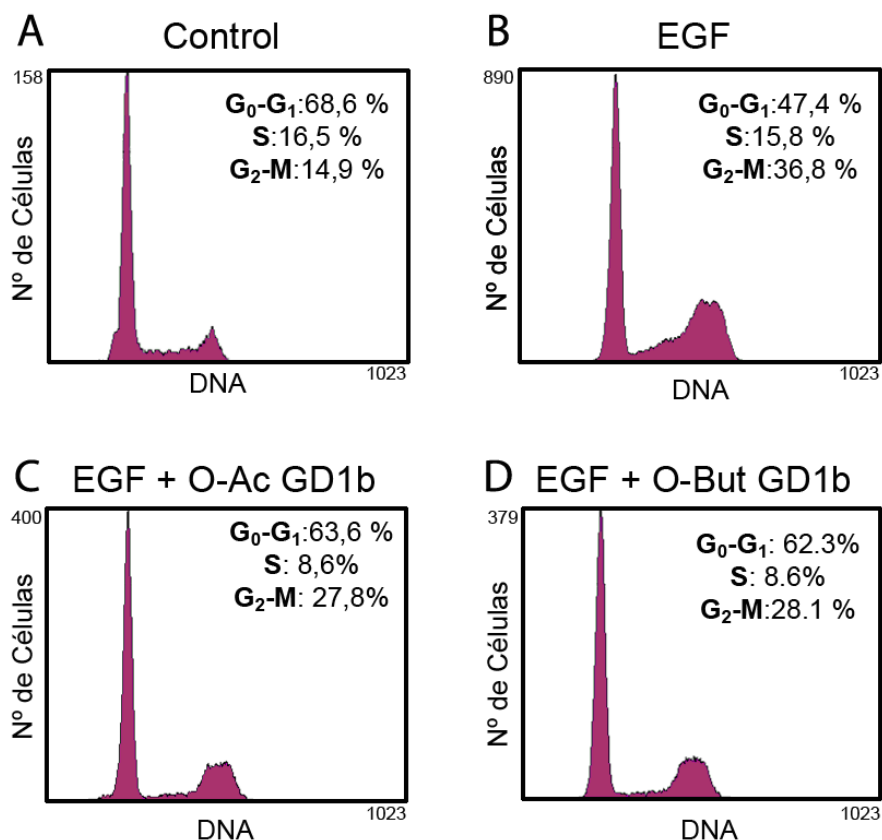 A Control
158
G₀-G₁:68,6 %
S:16,5 %
G₂-M:14,9 %
Nº de Células
1023
DNA
B EGF
890
G₀-G₁:47,4 %
S:15,8 %
G₂-M:36,8 %
Nº de Células
1023
DNA
C EGF + O-Ac GD1b
400
G₀-G₁:63,6 %
S: 8,6%
G₂-M: 27,8%
Nº de Células
1023
DNA
D EGF + O-But GD1b
379
G₀-G₁: 62.3%
S: 8.6%
G₂-M:28.1 %
Nº de Células
1023
DNA